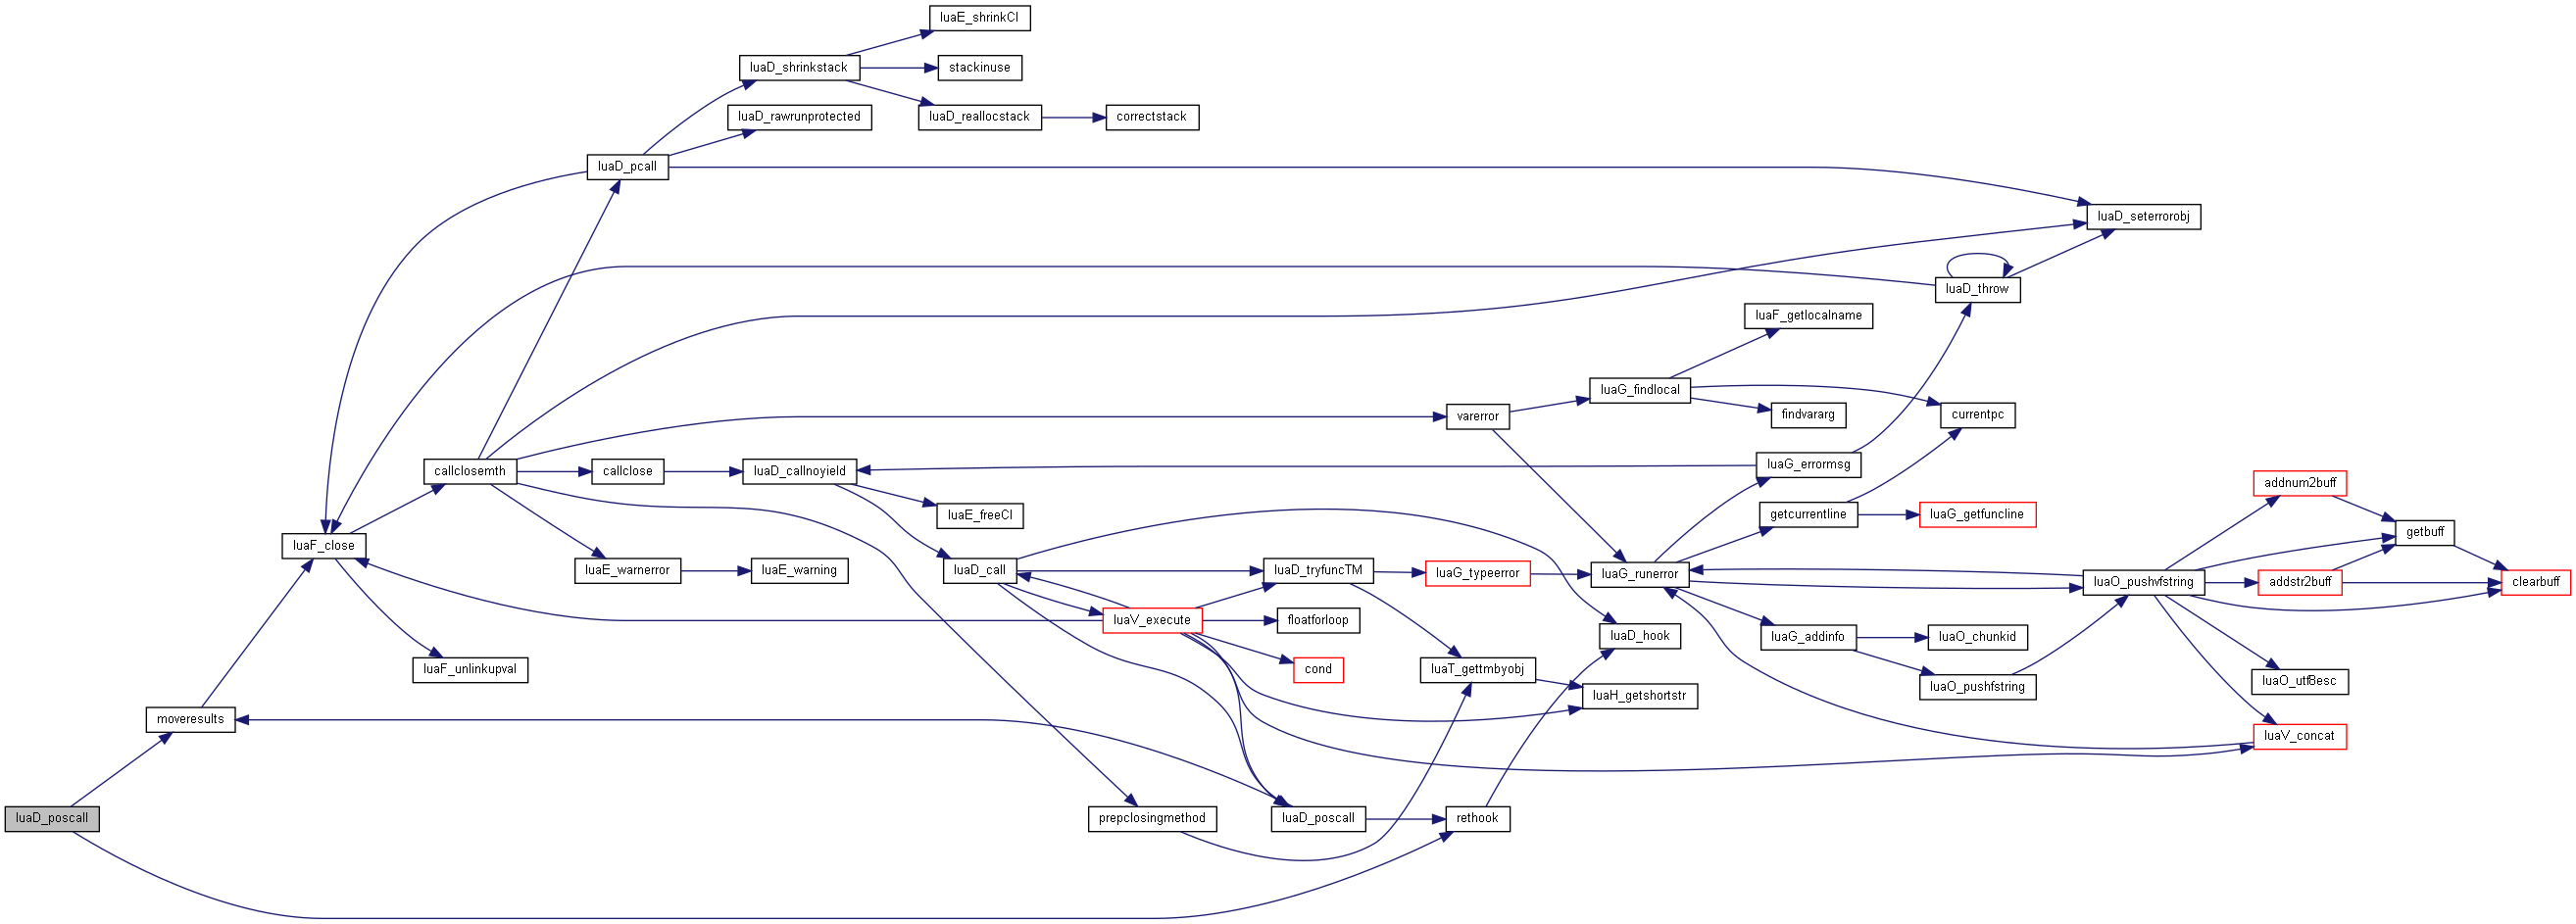 luaE_shrinkCI
luaD_shrinkstack
stackinuse
luaD_rawrunprotected
luaD_reallocstack
correctstack
luaD_pcall
luaD_seterrorobj
luaD_throw
luaF_getlocalname
luaG_findlocal
varerror
findvararg
currentpc
callclosemth
callclose
luaD_callnoyield
luaG_errormsg
addnum2buff
luaE_freeCI
getcurrentline
luaG_getfuncline
getbuff
luaF_close
luaE_warnerror
luaE_warning
luaD_call
luaD_tryfuncTM
luaG_typeerror
luaG_runerror
luaO_pushvfstring
addstr2buff
clearbuff
luaV_execute
floatforloop
luaD_hook
luaG_addinfo
luaO_chunkid
luaF_unlinkupval
cond
luaT_gettmbyobj
luaH_getshortstr
luaO_pushfstring
luaO_utf8esc
moveresults
luaV_concat
luaD_poscall
prepclosingmethod
luaD_poscall
rethook